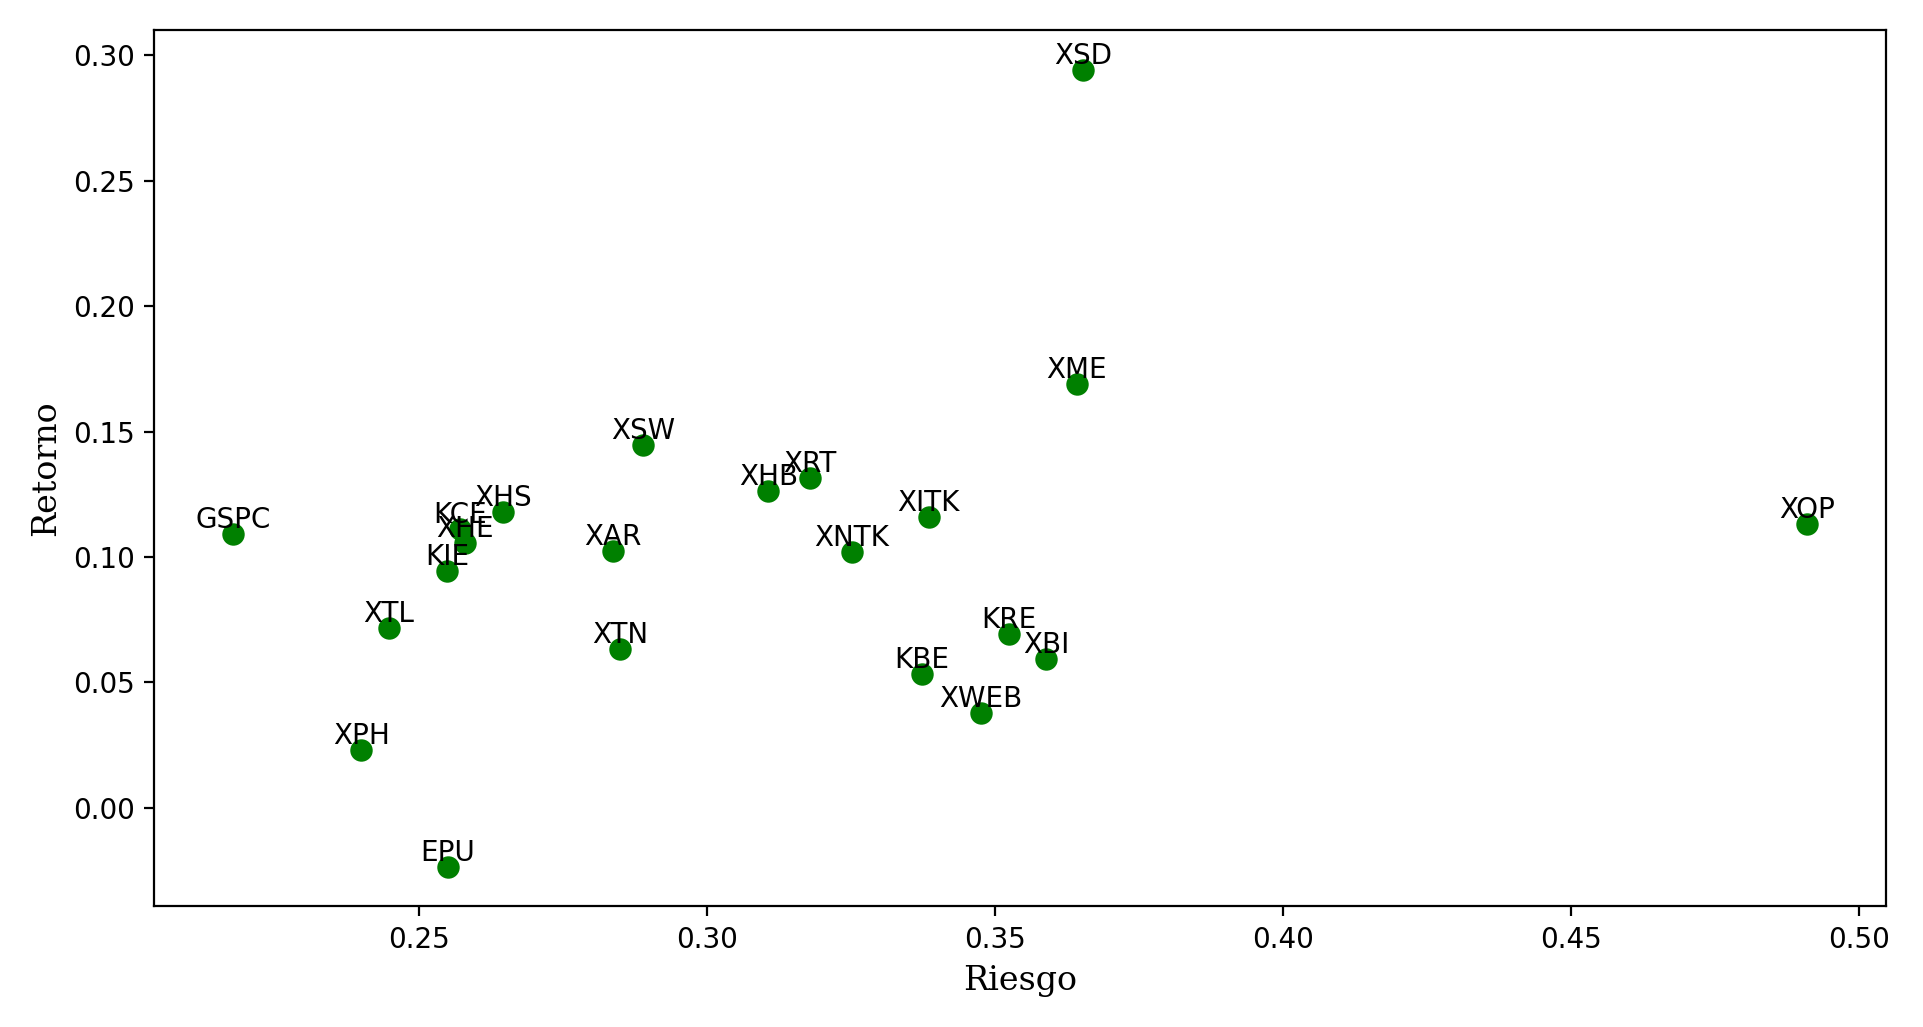 0.30
0.25
0.20
0.15
0.10
0.05
0.00
Retorno
XSD
XME
XSW
XRT
XHB
XHS
XITK
KCE
GSPC
XOP
XHE
XAR
XNTK
KIE
XTL
KRE
XTN
XBI
KBE
XWEB
XPH
EPU
0.25
0.30
0.35
0.40
0.45
0.50
Riesgo